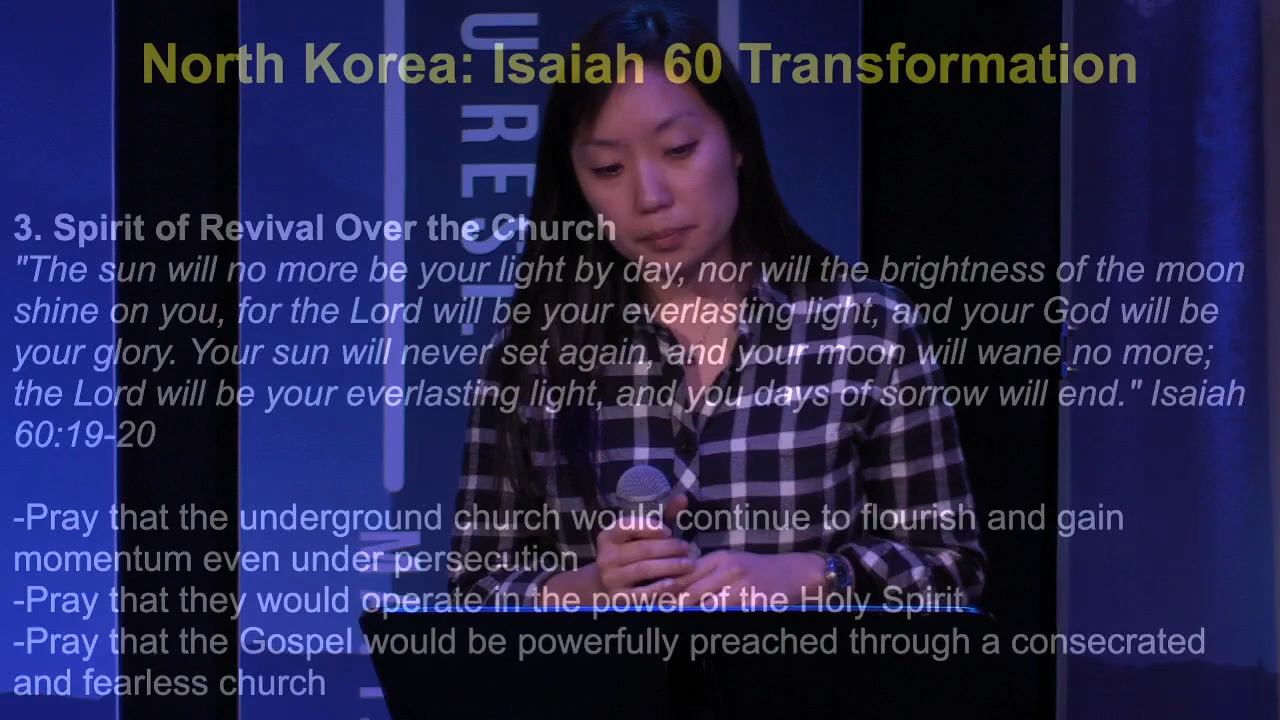 North Korea: Isaiah 60 Transformation
URES.
3. Spirit of Revival Over the Church
"The sun will no more be your light by day, nor will the brightness of the moon
shine on you, for the Lord will be your everlasting light, and your God will be
your glory. Your sun will never set again, and your moon will wane no more;
the Lord will be your everlasting light, and you days of sorrow will end." Isaiah
60:19-20
-Pray that the underground church would continue to flourish and gain
momentum even under persecution
-Pray that they would operate in the power of the Holy Spirit
-Pray that the Gospel would be powerfully preached through a consecrated
and fearless church